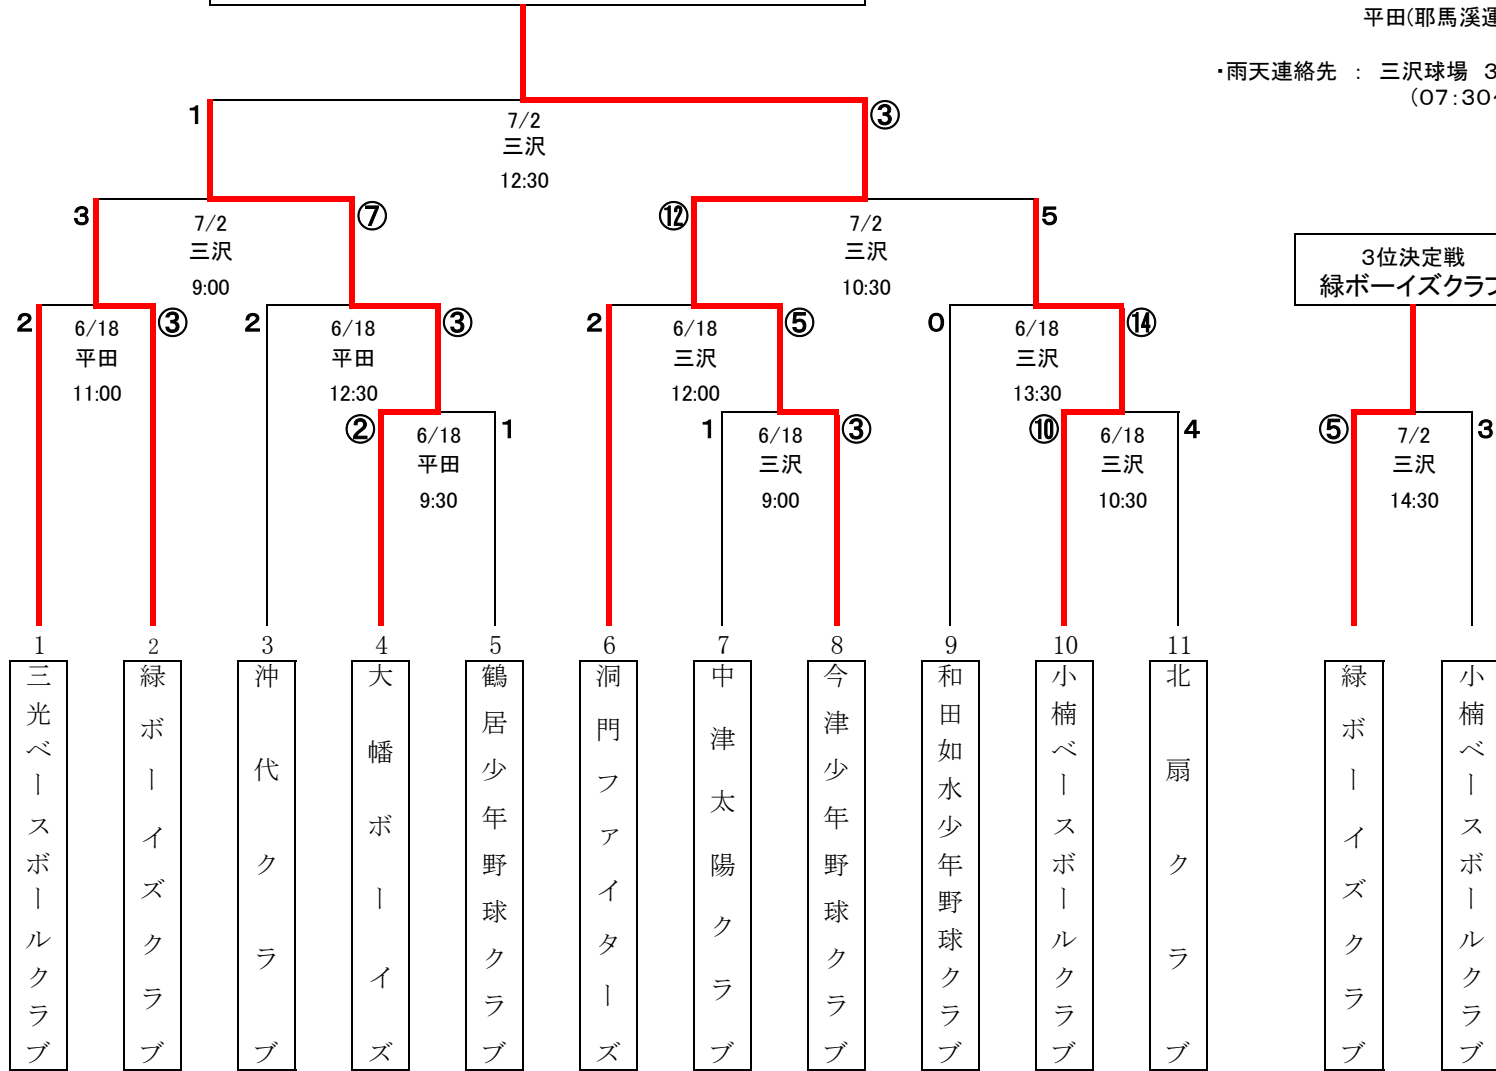 平田(耶馬溪運
・雨天連絡先 : 三沢球場 3
(07:30
1
7/2
三沢
12:30
③
3
7/2
三沢
9:00
⑦
⑫
7/2
三沢
10:30
5
3位決定戦
緑ボーイズクラブ
2
6/18
平田
11:00
③
2
6/18
平田
12:30
③
2
6/18
三沢
12:00
⑤
0
6/18
三沢
13:30
⑭
②
6/18
平田
9:30
1
1
6/18
三沢
9:00
③
⑩
6/18
三沢
10:30
4
⑤
7/2
三沢
14:30
3
1
三光ベースボールクラブ
2
緑ボーイズクラブ
3
沖代クラブ
4
大幡ボーイズ
5
鶴居少年野球クラブ
6
洞門ファイターズ
7
中津太陽クラブ
8
今津少年野球クラブ
9
和田如水少年野球クラブ
10
小楠ベースボールクラブ
11
北扇クラブ
緑ボーイズクラブ
小楠ベースボールクラブ